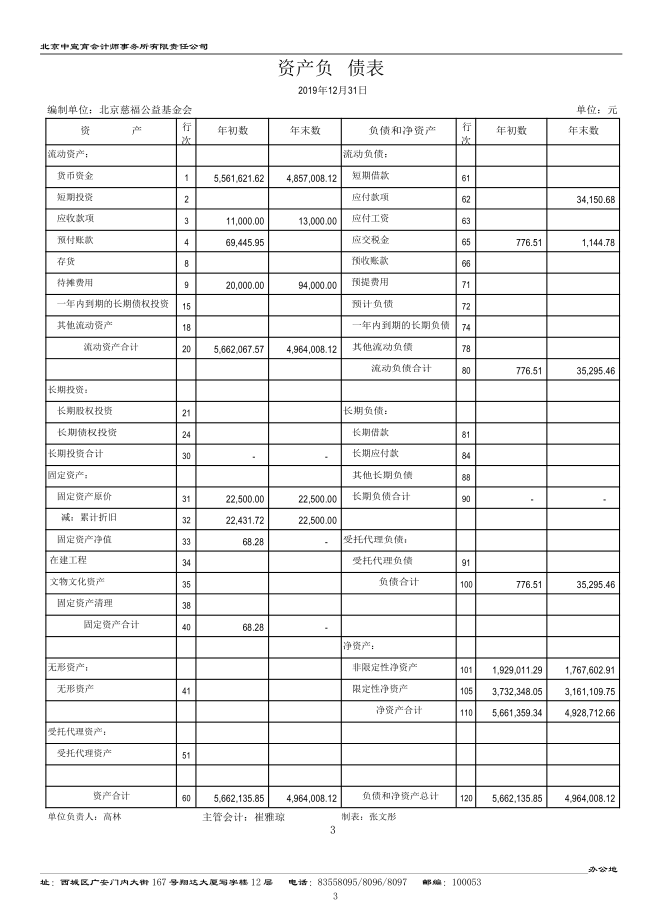 北京中宣育会计师事务所有限责任公司
资产负 债表
2019年12月31日
编制单位：北京慈福公益基金会 单位：元
资 产 行次 年初数 年末数 负债和净资产 行次 年初数 年末数
流动资产： 流动负债：
货币资金 1 5,561,621.62 4,857,008.12 短期借款 61
短期投资 2 应付款项 62 34,150.68
应收款项 3 11,000.00 13,000.00 应付工资 63
预付账款 4 69,445.95 应交税金 65 776.51 1,144.78
存货 8 预收账款 66
待摊费用 9 20,000.00 94,000.00 预提费用 71
一年内到期的长期债权投资 15 预计负债 72
其他流动资产 18 一年内到期的长期负债 74
流动资产合计 20 5,662,067.57 4,964,008.12 其他流动负债 78
流动负债合计 80 776.51 35,295.46
长期投资：
长期股权投资 21 长期负债：
长期债权投资 24 长期借款 81
长期投资合计 30 - - 长期应付款 84
固定资产： 其他长期负债 88
固定资产原价 31 22,500.00 22,500.00 长期负债合计 90 - -
减：累计折旧 32 22,431.72 22,500.00
固定资产净值 33 68.28 - 受托代理负债：
在建工程 34 受托代理负债 91
文物文化资产 35 负债合计 100 776.51 35,295.46
固定资产清理 38
固定资产合计 40 68.28 -
净资产：
无形资产： 非限定性净资产 101 1,929,011.29 1,767,602.91
无形资产 41 限定性净资产 105 3,732,348.05 3,161,109.75
净资产合计 110 5,661,359.34 4,928,712.66
受托代理资产：
受托代理资产 51
资产合计 60 5,662,135.85 4,964,008.12 负债和净资产总计 120 5,662,135.85 4,964,008.12
单位负责人：高林 主管会计：崔雅琼 制表：张文彤
3
办公地
址：西城区广安门内大街 167 号翔达大厦写字楼 12 层 电话：83558095/8096/8097 邮编：100053
3